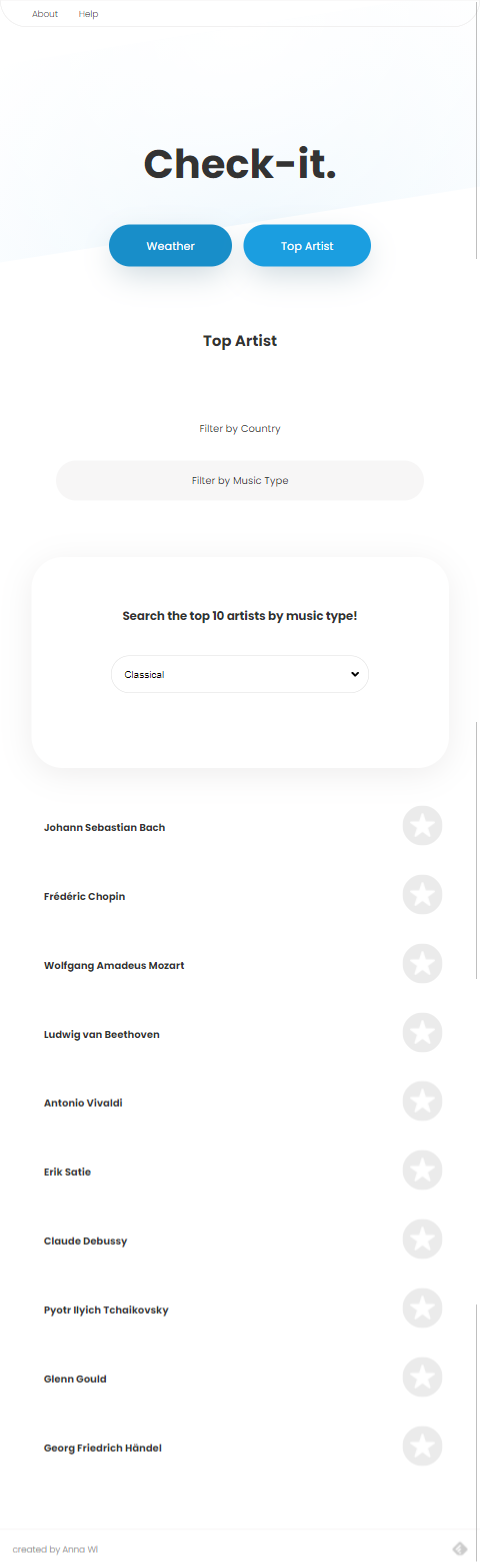 About Help
Check-it.
Weather Top Artist
Top Artist
Filter by Country
Filter by Music Type
Search the top 10 artists by music type!
Classical
Johann Sebastian Bach
Frédéric Chopin
Wolfgang Amadeus Mozart
Ludwig van Beethoven
Antonio Vivaldi
Erik Satie
Claude Debussy
Pyotr Ilyich Tchaikovsky
Glenn Gould
Georg Friedrich Händel
created by Anna Wl